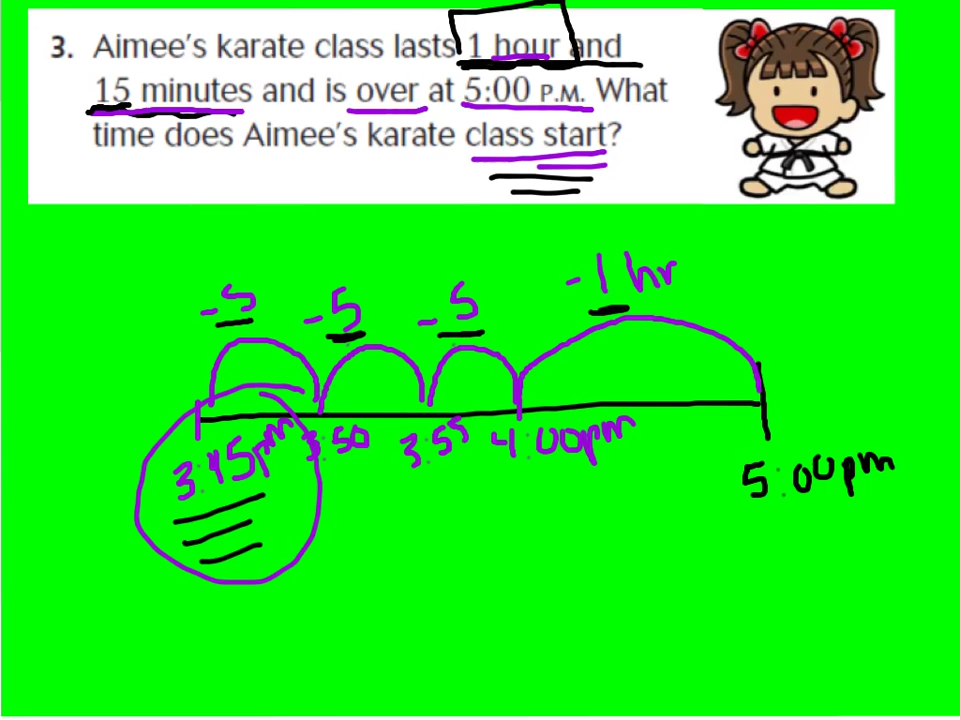 3. Aimee's karate class lasts 1 hour and
15 minutes and is over at 5:00 P.M. What
time does Aimee's karate class start?
-5 -5 -5 -1 hr
3:45pm 3:50 3:55 4:00pm 5:00pm